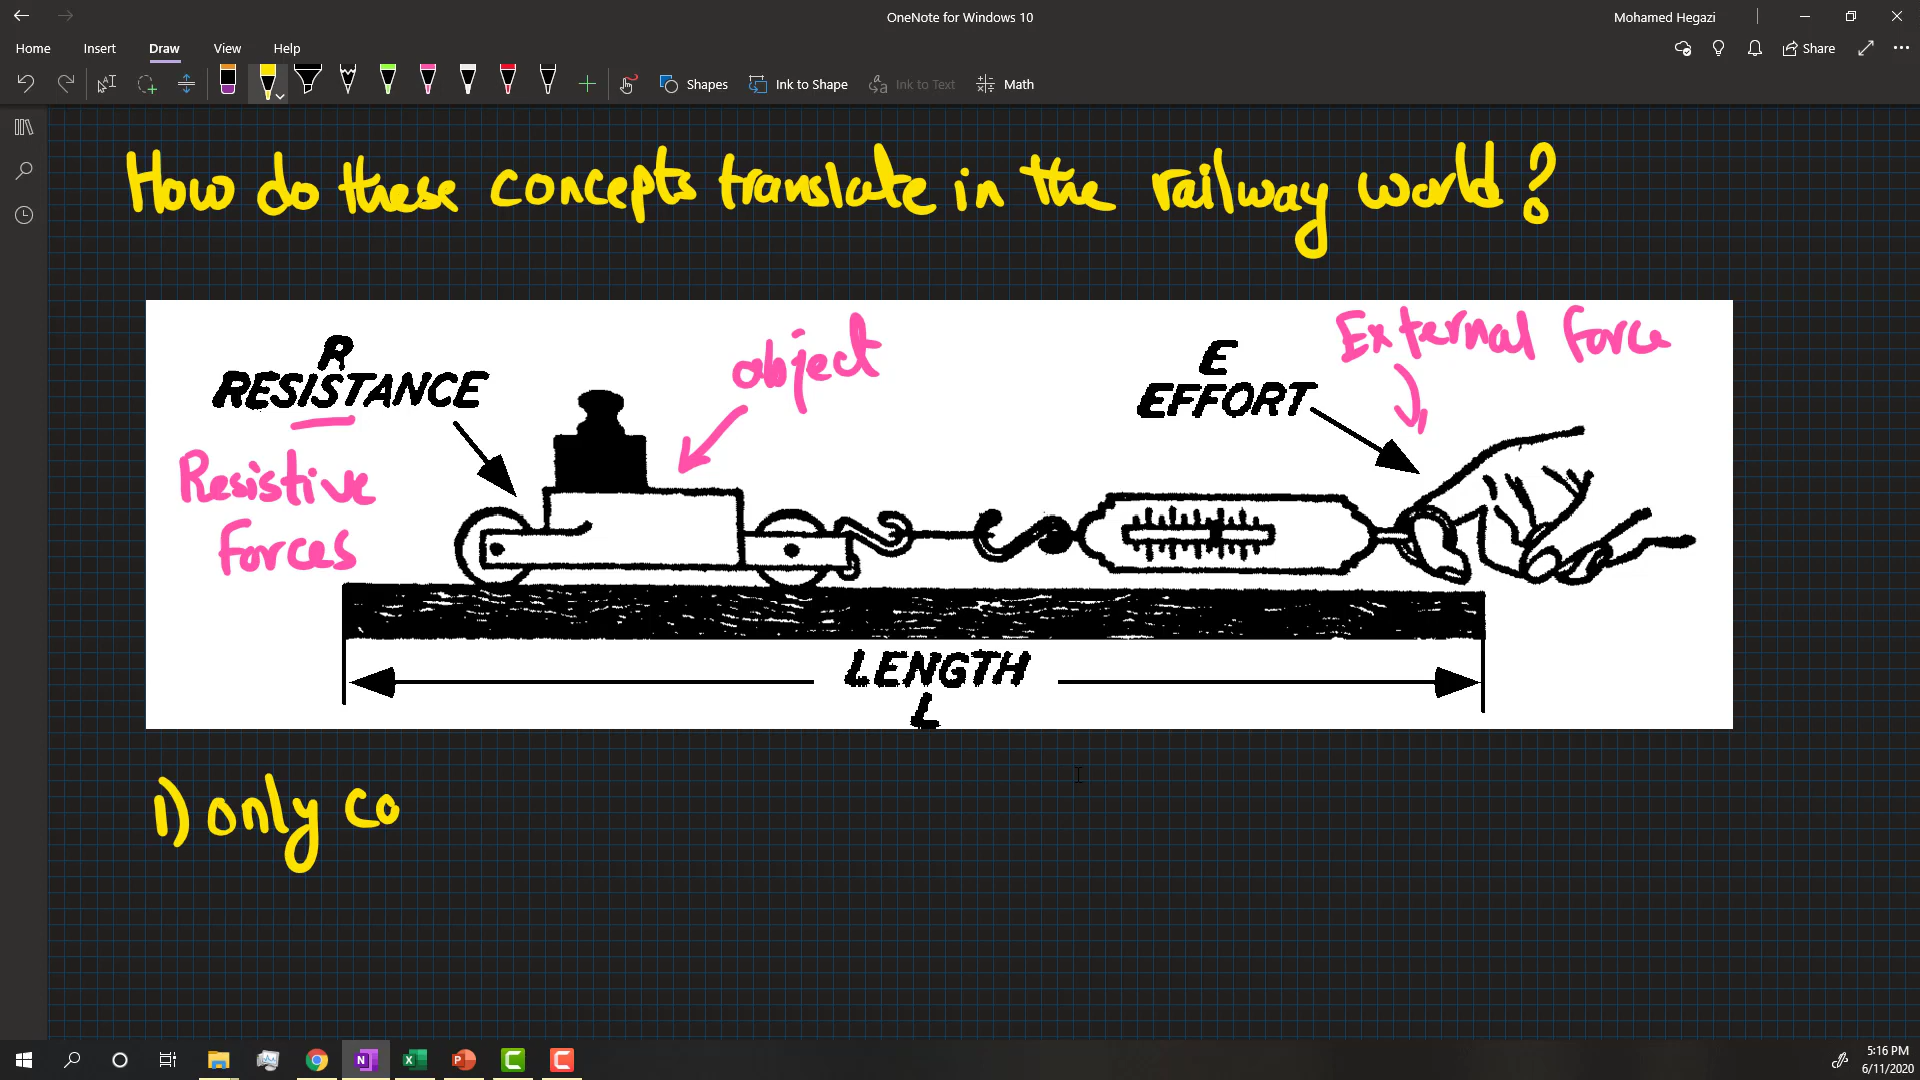 OneNote for Windows 10
Mohamed Hegazi
Home Insert Draw View Help
Share
Shapes Ink to Shape Ink to Text Math
How do these concepts translate in the railway world?
R
RESISTANCE
Resistive
Forces
object
E
EFFORT
External Force
LENGTH
L
1) only co
5:16 PM
6/11/2020